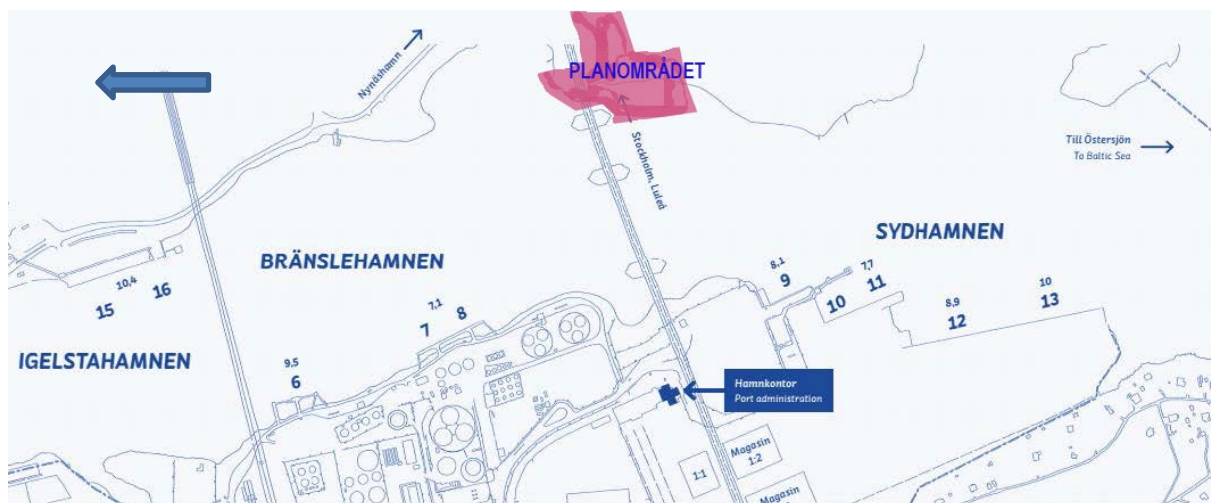 PLANOMRÅDET
Nynäshamn
Stockholm, Luleå
Till Östersjön
To Baltic Sea
SYDHAMNEN
BRÄNSLEHAMNEN
8,1
9
7,7
11
10
10,4
15
16
10
13
8,9
12
7,1
7
8
IGELSTAHAMNEN
9,5
6
Hamnkontor
Port administration
Magasin
1:2
1:1
Magasin